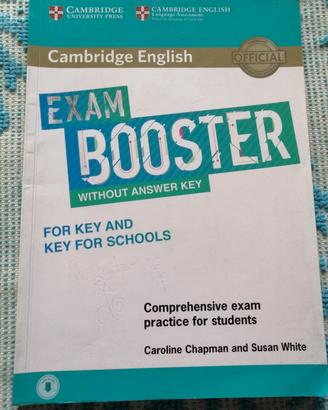 CAMBRIDGE
UNIVERSITY PRESS
CAMBRIDGE ENGLISH
Language Assessment
Cambridge English
OFFICIAL
EXAM
BOOSTER
WITHOUT ANSWER KEY
FOR KEY AND
KEY FOR SCHOOLS
Comprehensive exam
practice for students
Caroline Chapman and Susan White